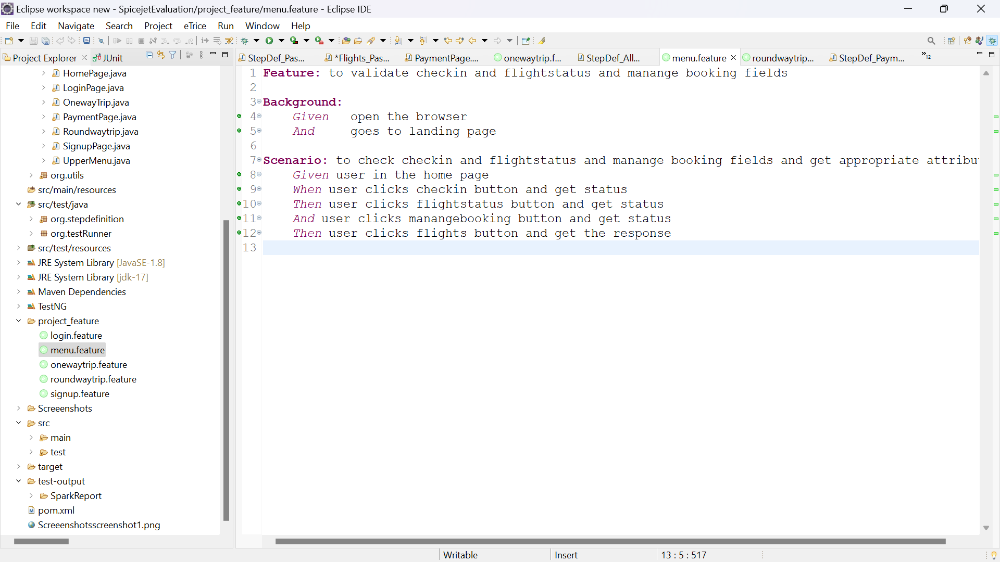 Eclipse workspace new - SpicejetEvaluation/project_feature/menu.feature - Eclipse IDE
File Edit Navigate Search Project eTrice Run Window Help
Project Explorer JUnit
StepDef_Pas... *Flights_Pas... PaymentPage.... onewaytrip.f... StepDef_All... menu.feature roundwaytrip... StepDef_Paym... »12
HomePage.java
LoginPage.java
OnewayTrip.java
PaymentPage.java
Roundwaytrip.java
SignupPage.java
UpperMenu.java
org.utils
src/main/resources
src/test/java
org.stepdefinition
org.testRunner
src/test/resources
JRE System Library [JavaSE-1.8]
JRE System Library [jdk-17]
Maven Dependencies
TestNG
project_feature
login.feature
menu.feature
onewaytrip.feature
roundwaytrip.feature
signup.feature
Screeenshots
src
main
test
target
test-output
SparkReport
pom.xml
Screeenshotsscreenshot1.png
1 Feature: to validate checkin and flightstatus and manange booking fields
2
3 Background:
4 Given open the browser
5 And goes to landing page
6
7 Scenario: to check checkin and flightstatus and manange booking fields and get appropriate attribu
8 Given user in the home page
9 When user clicks checkin button and get status
10 Then user clicks flightstatus button and get status
11 And user clicks manangebooking button and get status
12 Then user clicks flights button and get the response
13
Writable Insert 13 : 5 : 517